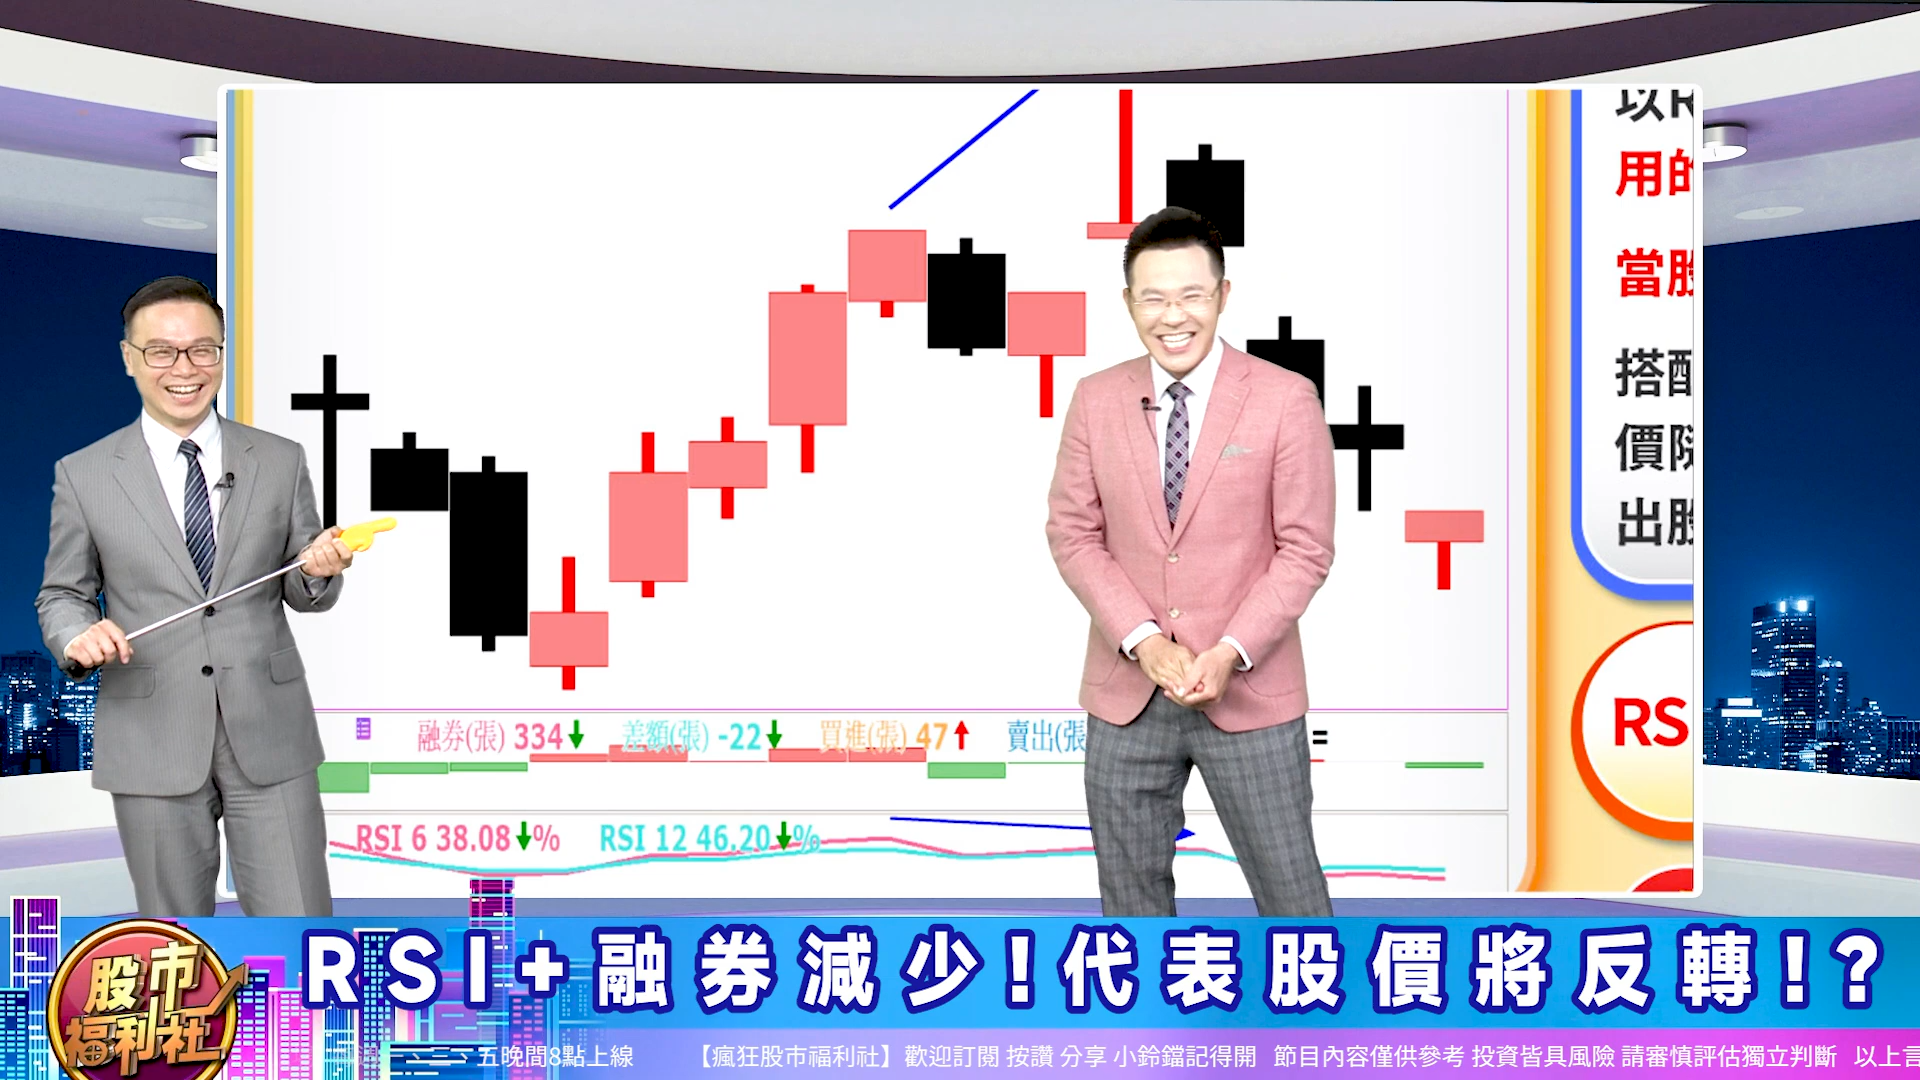 以R
用的
當股
搭配
價隨
出股
融券(張) 334 差額(張) -22 買進(張) 47 賣出(張 =
RSI 6 38.08 % RSI 12 46.20 %
RS
RSI+融券減少!代表股價將反轉!?
股市
福利社
五晚間8點上線 【瘋狂股市福利社】歡迎訂閱 按讚 分享 小鈴鐺記得開 節目內容僅供參考 投資皆具風險 請審慎評估獨立判斷 以上言